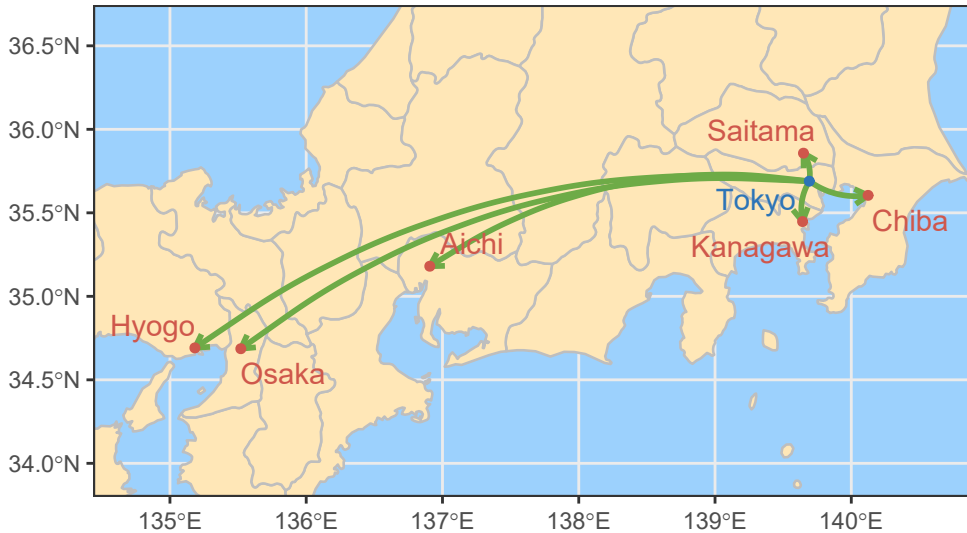 36.5°N
36.0°N
35.5°N
35.0°N
34.5°N
34.0°N
Saitama
Tokyo
Chiba
Kanagawa
Aichi
Hyogo
Osaka
135°E
136°E
137°E
138°E
139°E
140°E